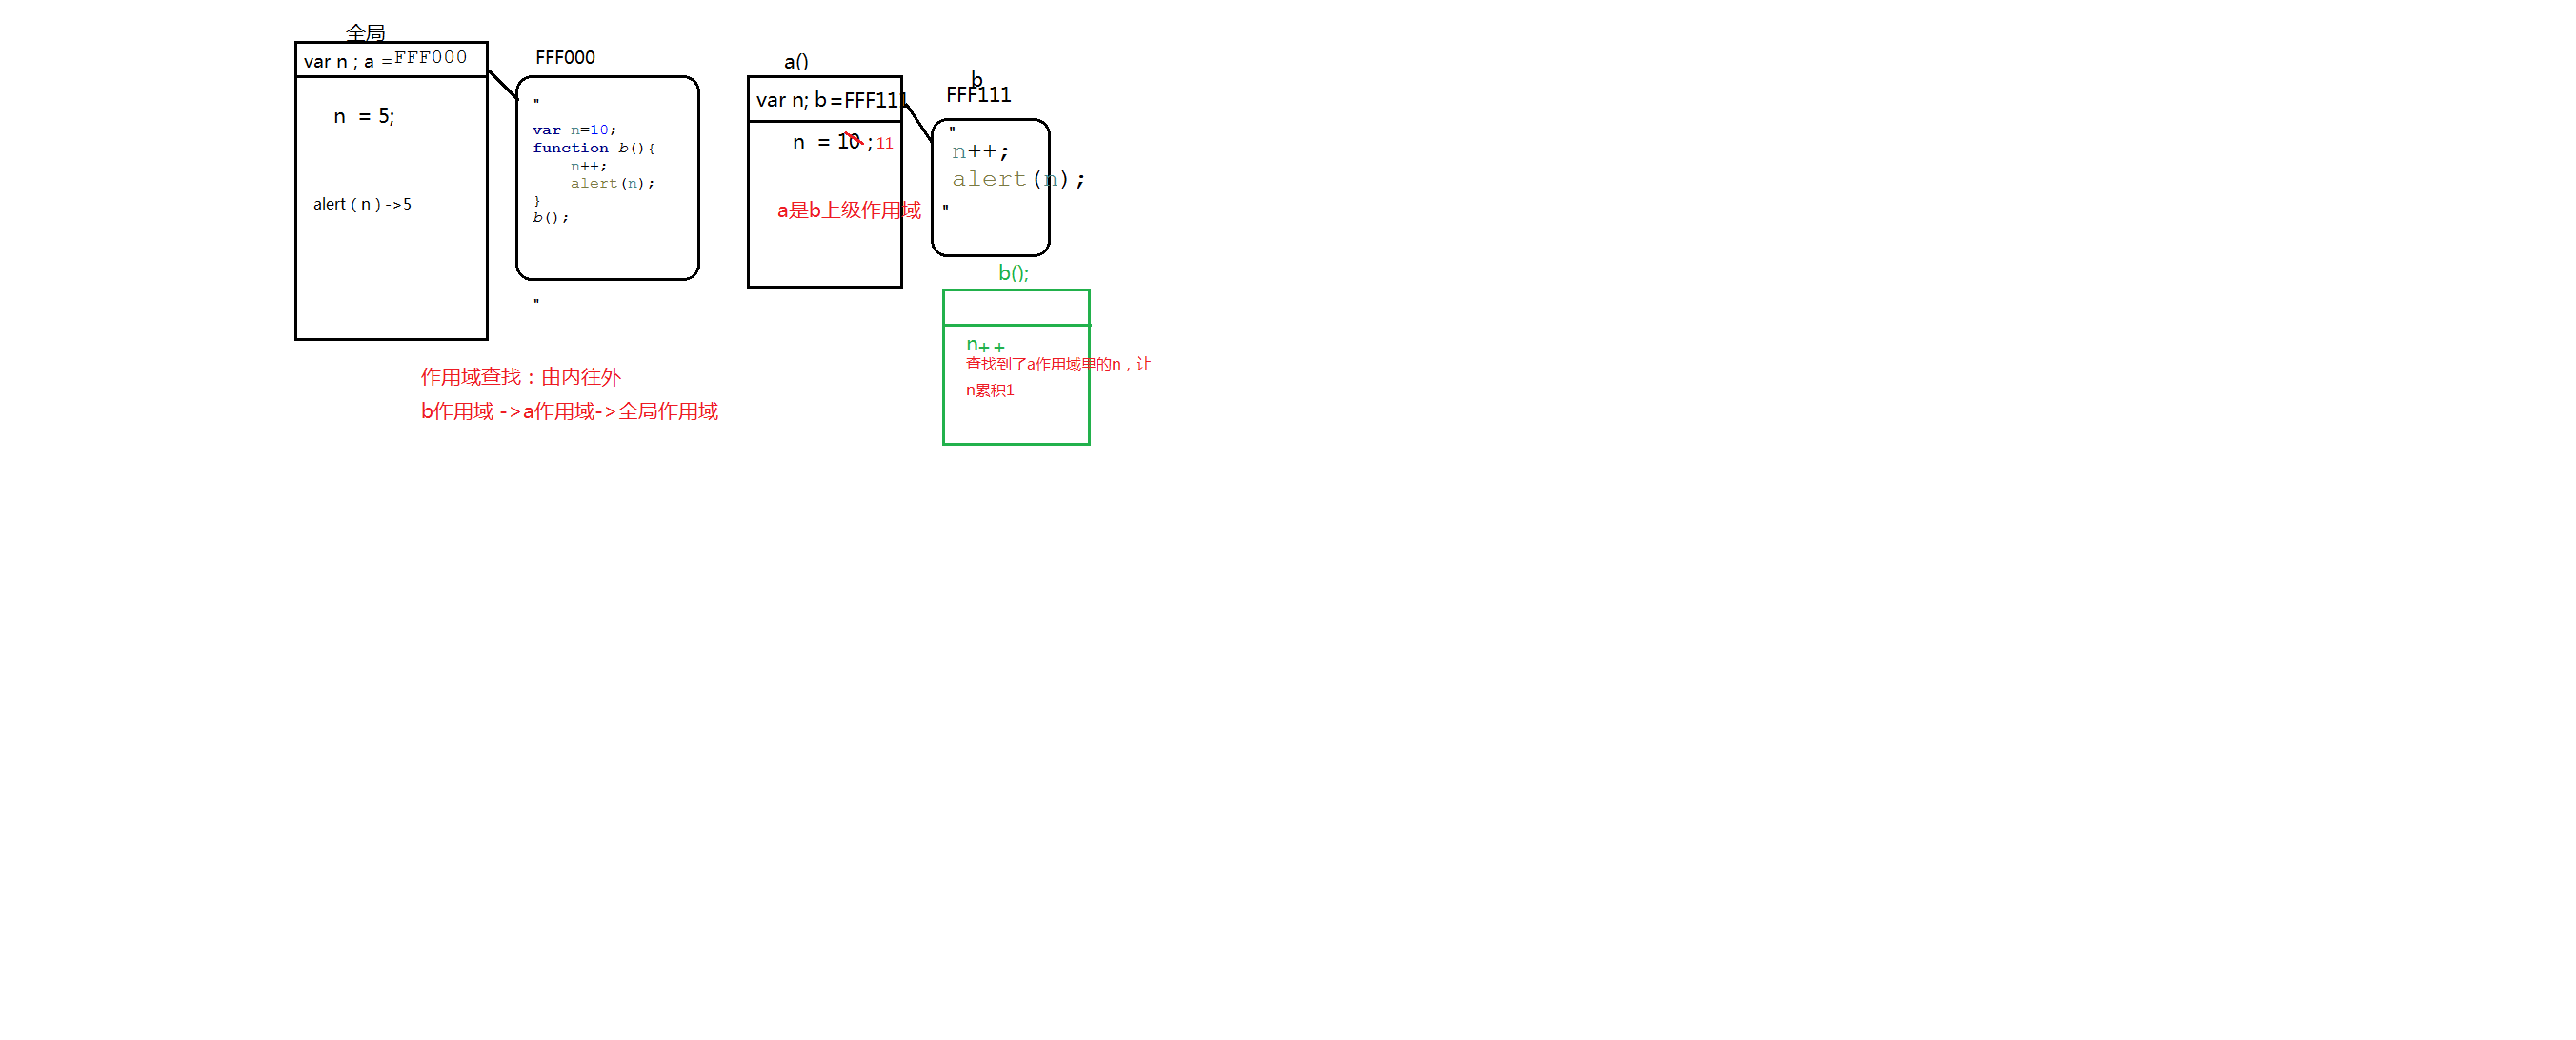 全局
var n ; a =FFF000
n = 5;
alert ( n ) ->5
FFF000
"
var n=10;
function b(){
n++;
alert(n);
}
b();
"
a()
var n; b=FFF111
n = 10 ; 11
a是b上级作用域
b
FFF111
"
n++;
alert(n);
"
b();
n++
查找到了a作用域里的n，让
n累积1
作用域查找：由内往外
b作用域 ->a作用域->全局作用域